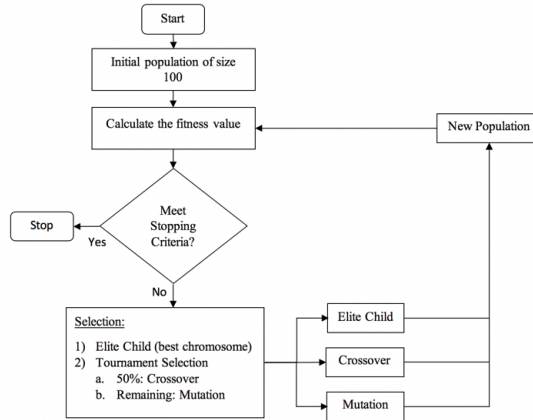 Start
Initial population of size
100
Calculate the fitness value
New Population
Meet
Stopping
Criteria?
Stop
Yes
No
Selection:
1) Elite Child (best chromosome)
2) Tournament Selection
a. 50%: Crossover
b. Remaining: Mutation
Elite Child
Crossover
Mutation